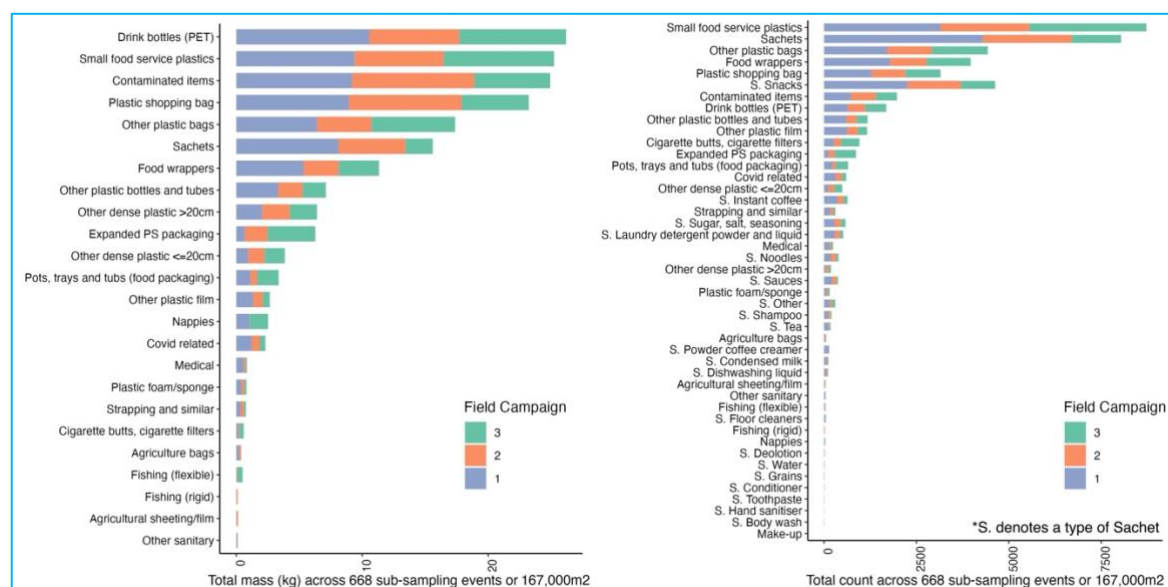 Drink bottles (PET)
Small food service plastics
Contaminated items
Plastic shopping bag
Other plastic bags
Sachets
Food wrappers
Other plastic bottles and tubes
Other dense plastic >20cm
Expanded PS packaging
Other dense plastic <=20cm
Pots, trays and tubs (food packaging)
Other plastic film
Nappies
Covid related
Medical
Plastic foam/sponge
Strapping and similar
Cigarette butts, cigarette filters
Agriculture bags
Fishing (flexible)
Fishing (rigid)
Agricultural sheeting/film
Other sanitary
Field Campaign
3
2
1
0
10
20
Total mass (kg) across 668 sub-sampling events or 167,000m2
Small food service plastics
Sachets
Other plastic bags
Food wrappers
Plastic shopping bag
S. Snacks
Contaminated items
Drink bottles (PET)
Other plastic bottles and tubes
Other plastic film
Cigarette butts, cigarette filters
Expanded PS packaging
Pots, trays and tubs (food packaging)
Covid related
Other dense plastic <=20cm
S. Instant coffee
Strapping and similar
S. Sugar, salt, seasoning
S. Laundry detergent powder and liquid
Medical
S. Noodles
Other dense plastic >20cm
S. Sauces
Plastic foam/sponge
S. Other
S. Shampoo
S. Tea
Agriculture bags
S. Powder coffee creamer
S. Condensed milk
S. Dishwashing liquid
Agricultural sheeting/film
Other sanitary
Fishing (flexible)
S. Floor cleaners
Fishing (rigid)
Nappies
S. Deolotion
S. Water
S. Grains
S. Conditioner
S. Toothpaste
S. Hand sanitiser
S. Body wash
Make-up
Field Campaign
3
2
1
*S. denotes a type of Sachet
0
2500
5000
7500
Total count across 668 sub-sampling events or 167,000m2